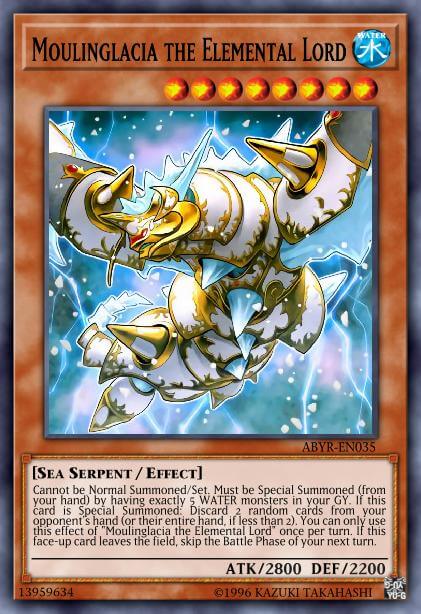 MOULINGLACIA THE ELEMENTAL LORD
WATER
水
ABYR-EN035
[SEA SERPENT / EFFECT]
Cannot be Normal Summoned/Set. Must be Special Summoned (from
your hand) by having exactly 5 WATER monsters in your GY. If this
card is Special Summoned: Discard 2 random cards from your
opponent's hand (or their entire hand, if less than 2). You can only use
this effect of "Moulinglacia the Elemental Lord" once per turn. If this
face-up card leaves the field, skip the Battle Phase of your next turn.
ATK/2800 DEF/2200
13959634
©1996 KAZUKI TAKAHASHI